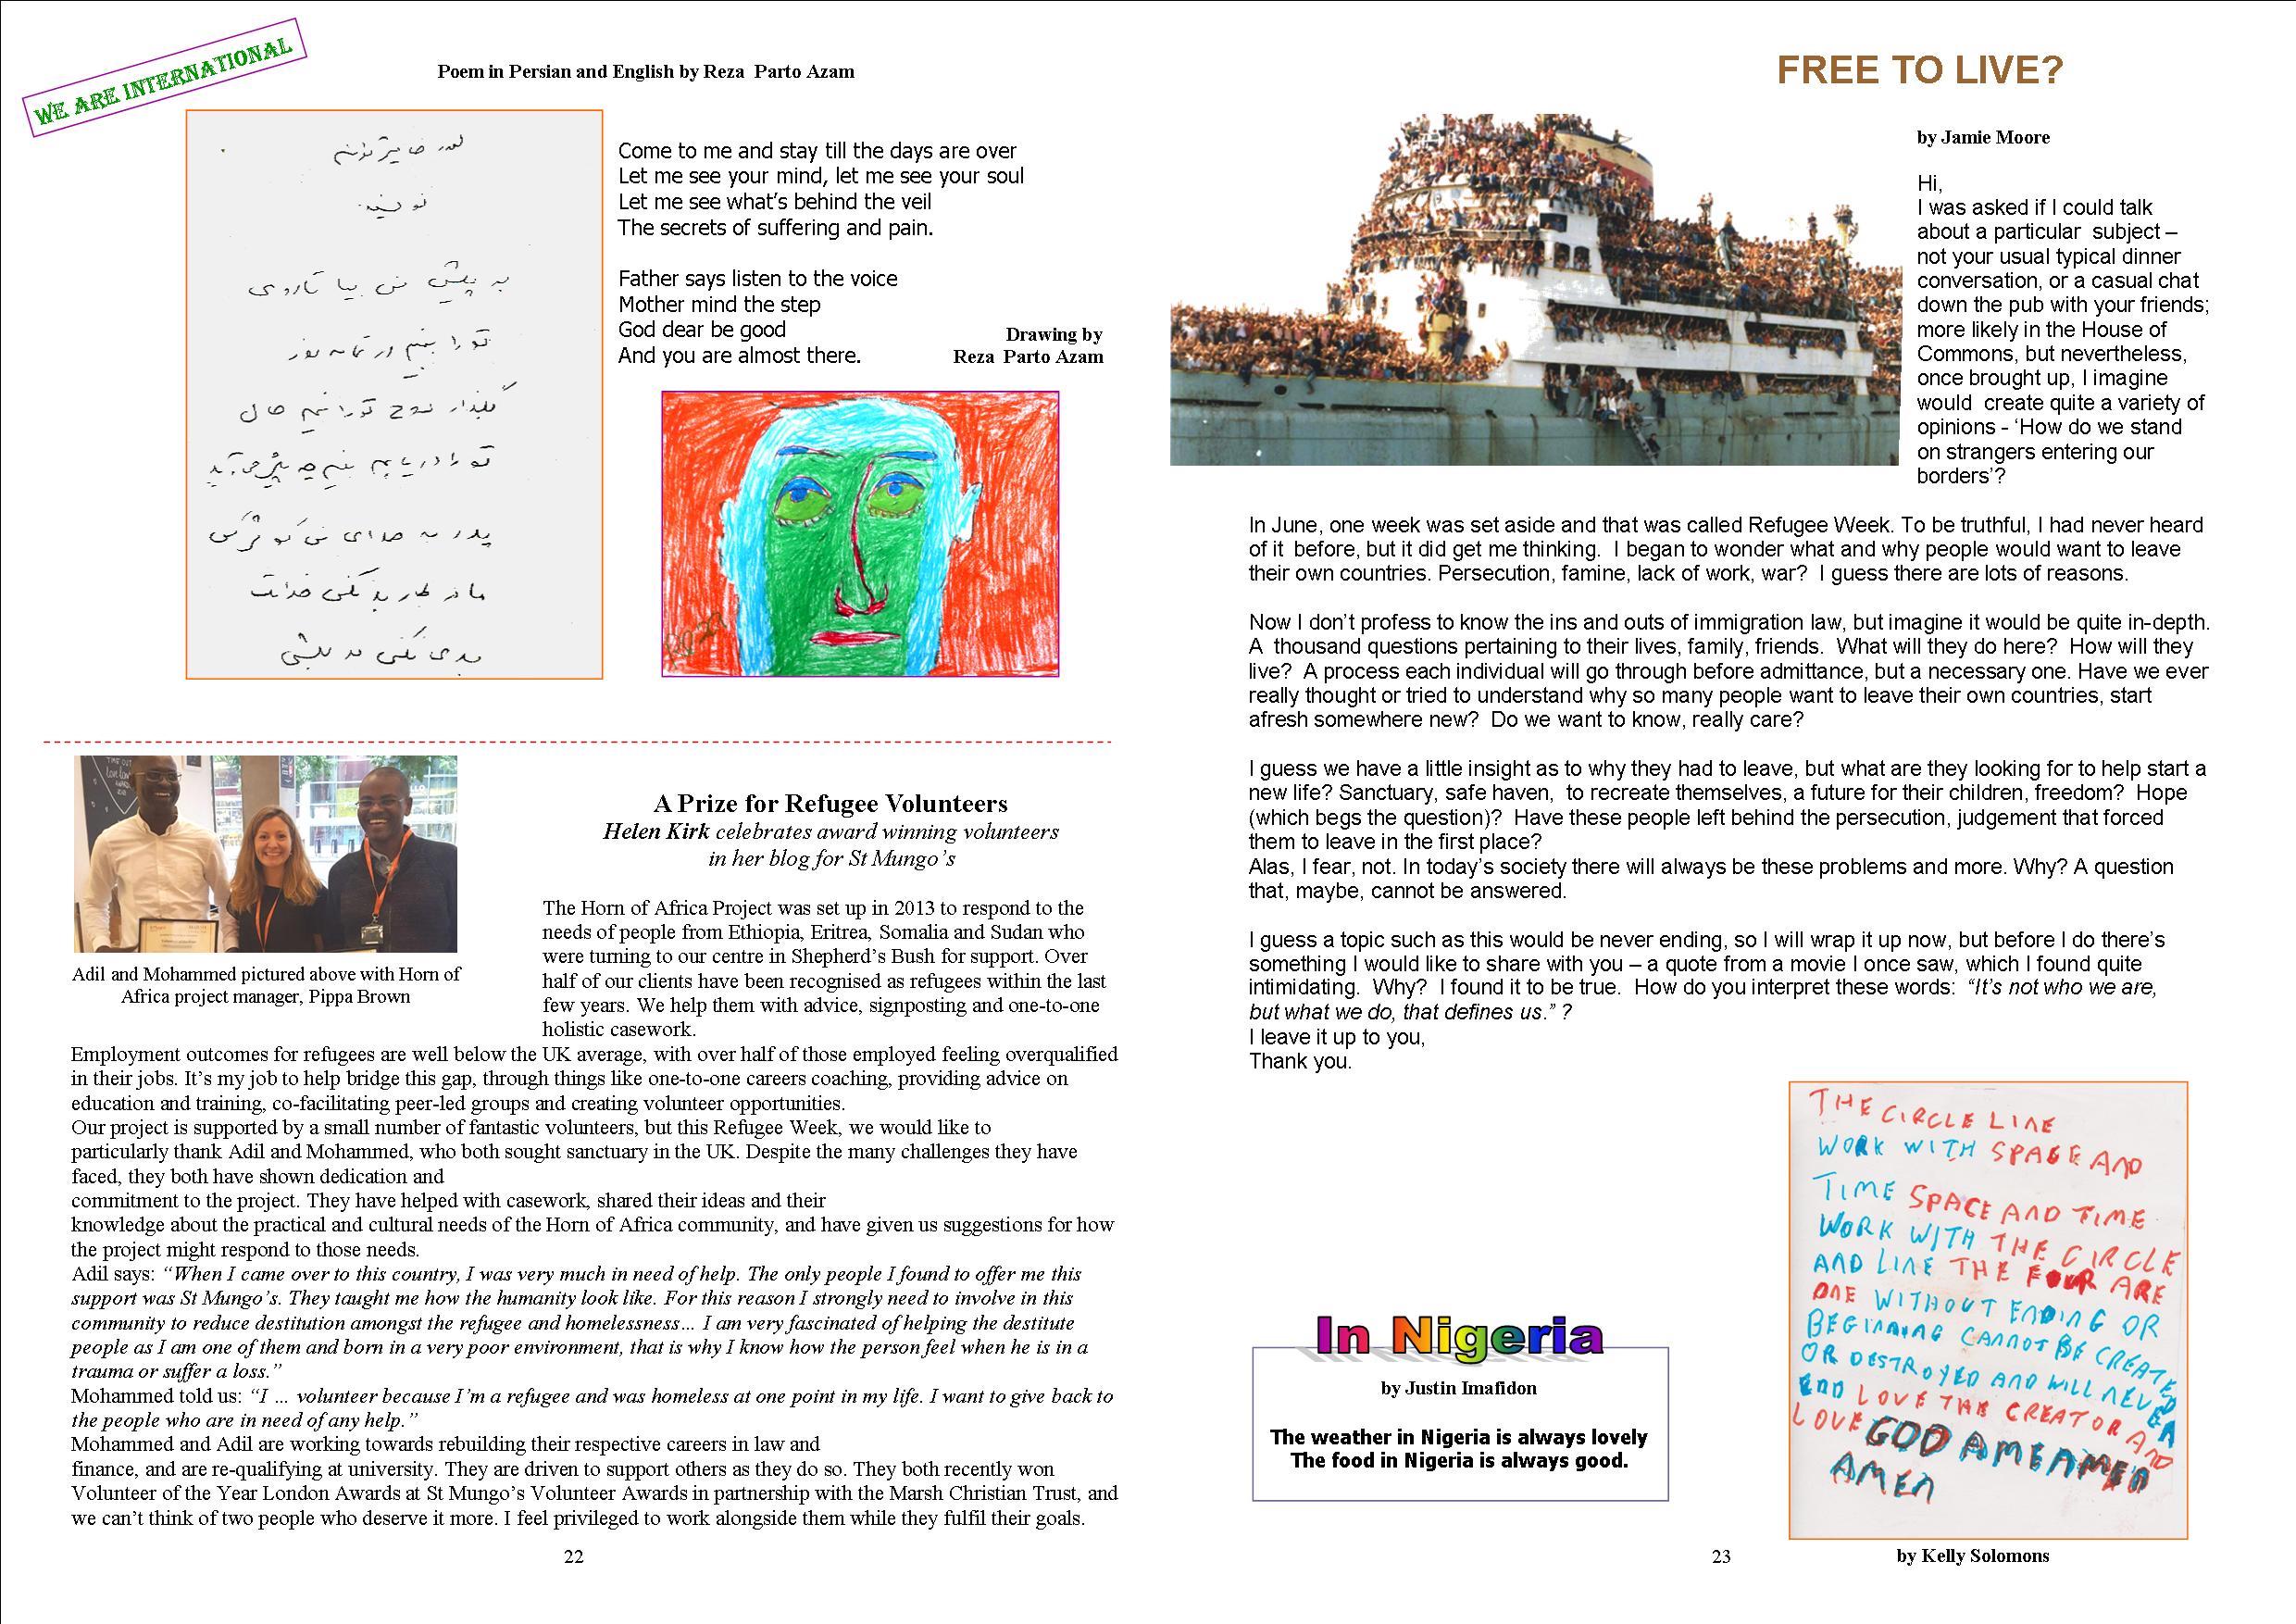 WE ARE INTERNATIONAL
Poem in Persian and English by Reza Parto Azam
به پیش من بیا تا روی
تو را بینم
پدر به صدای من گوش کن
Come to me and stay till the days are over
Let me see your mind, let me see your soul
Let me see what’s behind the veil
The secrets of suffering and pain.
Father says listen to the voice
Mother mind the step
God dear be good
And you are almost there.
Drawing by
Reza Parto Azam
Reza
TIME OUT
love London
AWARDS
Adil and Mohammed pictured above with Horn of
Africa project manager, Pippa Brown
A Prize for Refugee Volunteers
Helen Kirk celebrates award winning volunteers
in her blog for St Mungo’s
The Horn of Africa Project was set up in 2013 to respond to the
needs of people from Ethiopia, Eritrea, Somalia and Sudan who
were turning to our centre in Shepherd’s Bush for support. Over
half of our clients have been recognised as refugees within the last
few years. We help them with advice, signposting and one-to-one
holistic casework.
Employment outcomes for refugees are well below the UK average, with over half of those employed feeling overqualified
in their jobs. It’s my job to help bridge this gap, through things like one-to-one careers coaching, providing advice on
education and training, co-facilitating peer-led groups and creating volunteer opportunities.
Our project is supported by a small number of fantastic volunteers, but this Refugee Week, we would like to
particularly thank Adil and Mohammed, who both sought sanctuary in the UK. Despite the many challenges they have
faced, they both have shown dedication and
commitment to the project. They have helped with casework, shared their ideas and their
knowledge about the practical and cultural needs of the Horn of Africa community, and have given us suggestions for how
the project might respond to those needs.
Adil says: “When I came over to this country, I was very much in need of help. The only people I found to offer me this
support was St Mungo’s. They taught me how the humanity look like. For this reason I strongly need to involve in this
community to reduce destitution amongst the refugee and homelessness… I am very fascinated of helping the destitute
people as I am one of them and born in a very poor environment, that is why I know how the person feel when he is in a
trauma or suffer a loss.”
Mohammed told us: “I … volunteer because I’m a refugee and was homeless at one point in my life. I want to give back to
the people who are in need of any help.”
Mohammed and Adil are working towards rebuilding their respective careers in law and
finance, and are re-qualifying at university. They are driven to support others as they do so. They both recently won
Volunteer of the Year London Awards at St Mungo’s Volunteer Awards in partnership with the Marsh Christian Trust, and
we can’t think of two people who deserve it more. I feel privileged to work alongside them while they fulfil their goals.
22
FREE TO LIVE?
by Jamie Moore
Hi,
I was asked if I could talk
about a particular subject –
not your usual typical dinner
conversation, or a casual chat
down the pub with your friends;
more likely in the House of
Commons, but nevertheless,
once brought up, I imagine
would create quite a variety of
opinions - ‘How do we stand
on strangers entering our
borders’?
In June, one week was set aside and that was called Refugee Week. To be truthful, I had never heard
of it before, but it did get me thinking. I began to wonder what and why people would want to leave
their own countries. Persecution, famine, lack of work, war? I guess there are lots of reasons.
Now I don’t profess to know the ins and outs of immigration law, but imagine it would be quite in-depth.
A thousand questions pertaining to their lives, family, friends. What will they do here? How will they
live? A process each individual will go through before admittance, but a necessary one. Have we ever
really thought or tried to understand why so many people want to leave their own countries, start
afresh somewhere new? Do we want to know, really care?
I guess we have a little insight as to why they had to leave, but what are they looking for to help start a
new life? Sanctuary, safe haven, to recreate themselves, a future for their children, freedom? Hope
(which begs the question)? Have these people left behind the persecution, judgement that forced
them to leave in the first place?
Alas, I fear, not. In today’s society there will always be these problems and more. Why? A question
that, maybe, cannot be answered.
I guess a topic such as this would be never ending, so I will wrap it up now, but before I do there’s
something I would like to share with you – a quote from a movie I once saw, which I found quite
intimidating. Why? I found it to be true. How do you interpret these words: “It’s not who we are,
but what we do, that defines us.” ?
I leave it up to you,
Thank you.
In Nigeria
by Justin Imafidon
The weather in Nigeria is always lovely
The food in Nigeria is always good.
THE CIRCLE LINE
WORK WITH SPACE AND
TIME SPACE AND TIME
WORK WITH THE CIRCLE
AND LINE THE FOUR ARE
ONE WITHOUT ENDING OR
BEGINNING CANNOT BE CREATED
OR DESTROYED AND WILL NEVER
END LOVE THE CREATOR AND
LOVE GOD AMEN AMEN
AMEN
23
by Kelly Solomons